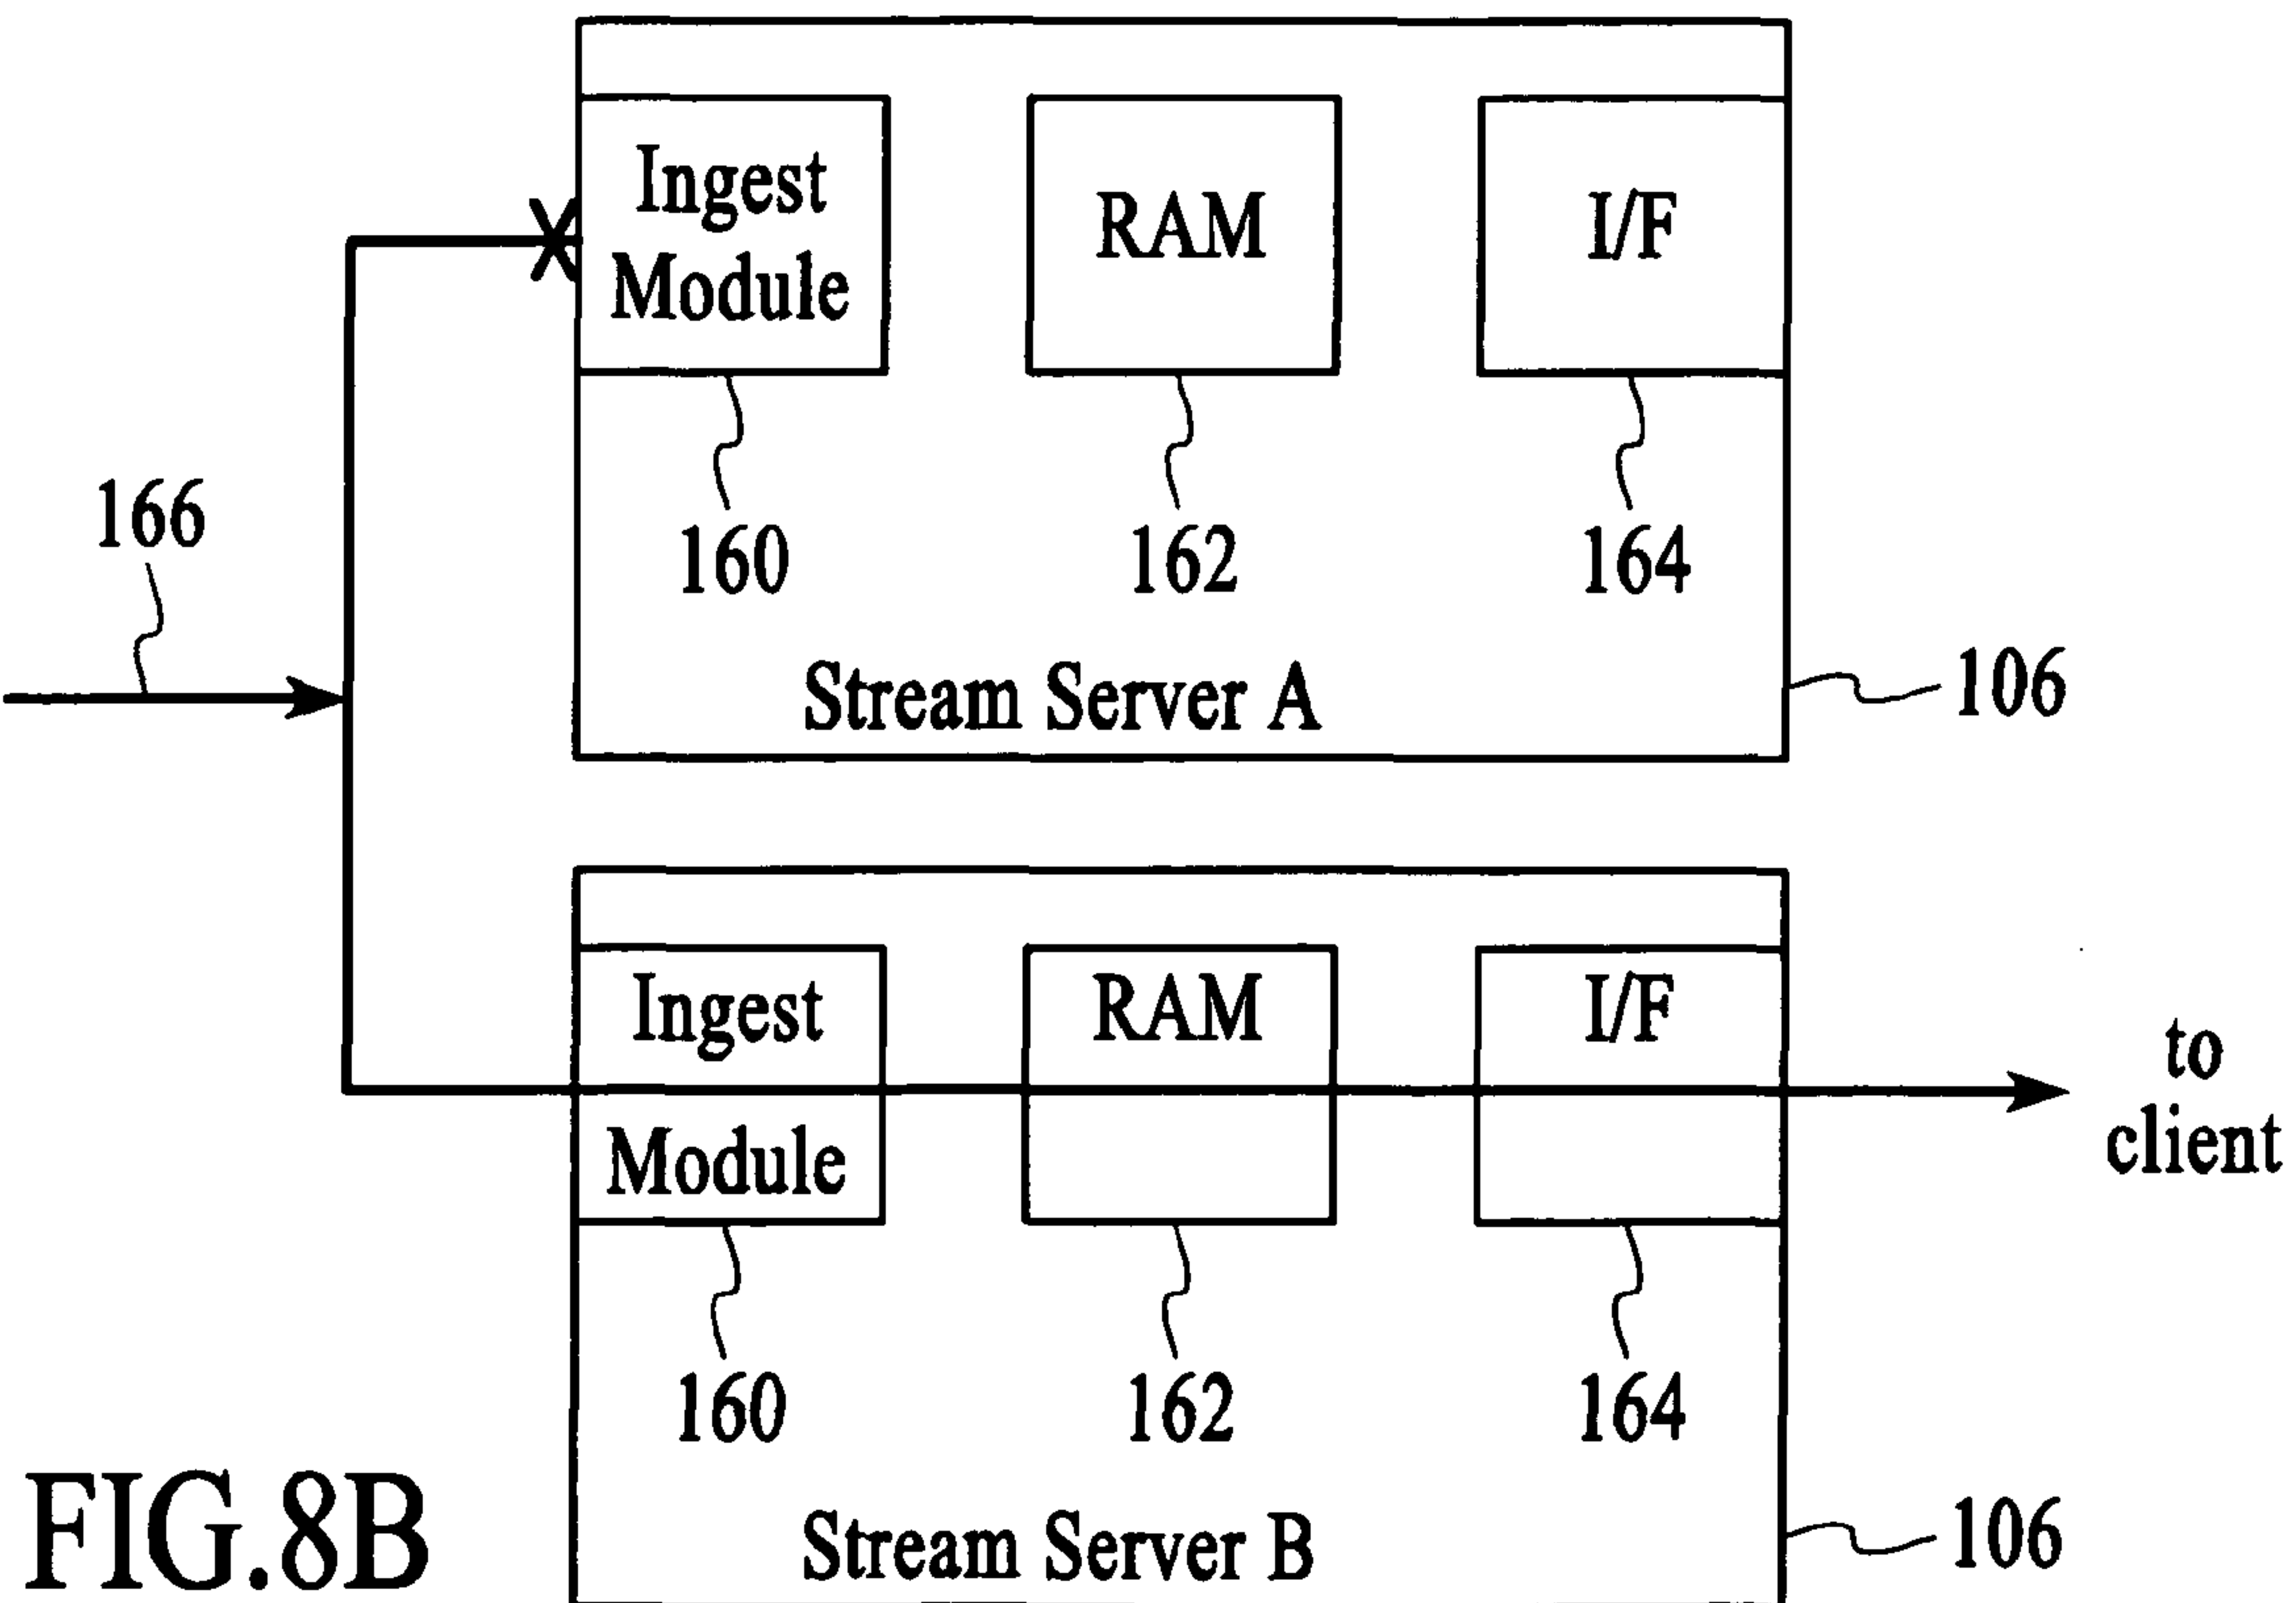 Ingest
Module
RAM
I/F
166
160
162
164
Stream Server A
106
Ingest
Module
RAM
I/F
to
client
160
162
164
Stream Server B
106
FIG.8B